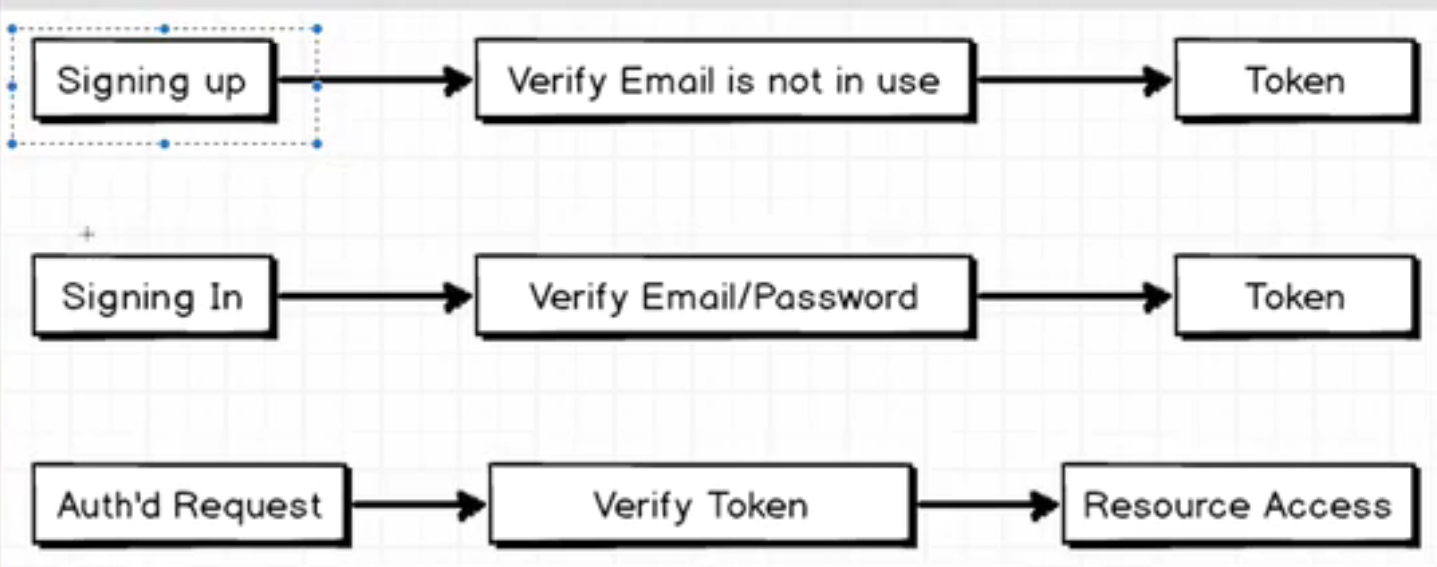 Signing up
Verify Email is not in use
Token
Signing In
Verify Email/Password
Token
Auth'd Request
Verify Token
Resource Access